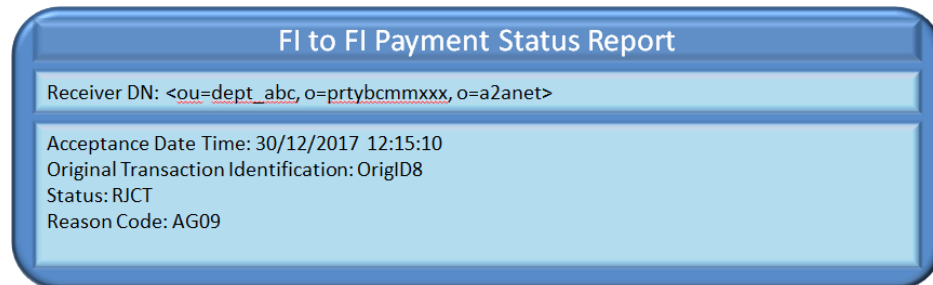 FI to FI Payment Status Report
Receiver DN: <ou=dept_abc, o=prtybcmmxxx, o=a2anet>
Acceptance Date Time: 30/12/2017 12:15:10
Original Transaction Identification: OrigID8
Status: RJCT
Reason Code: AG09